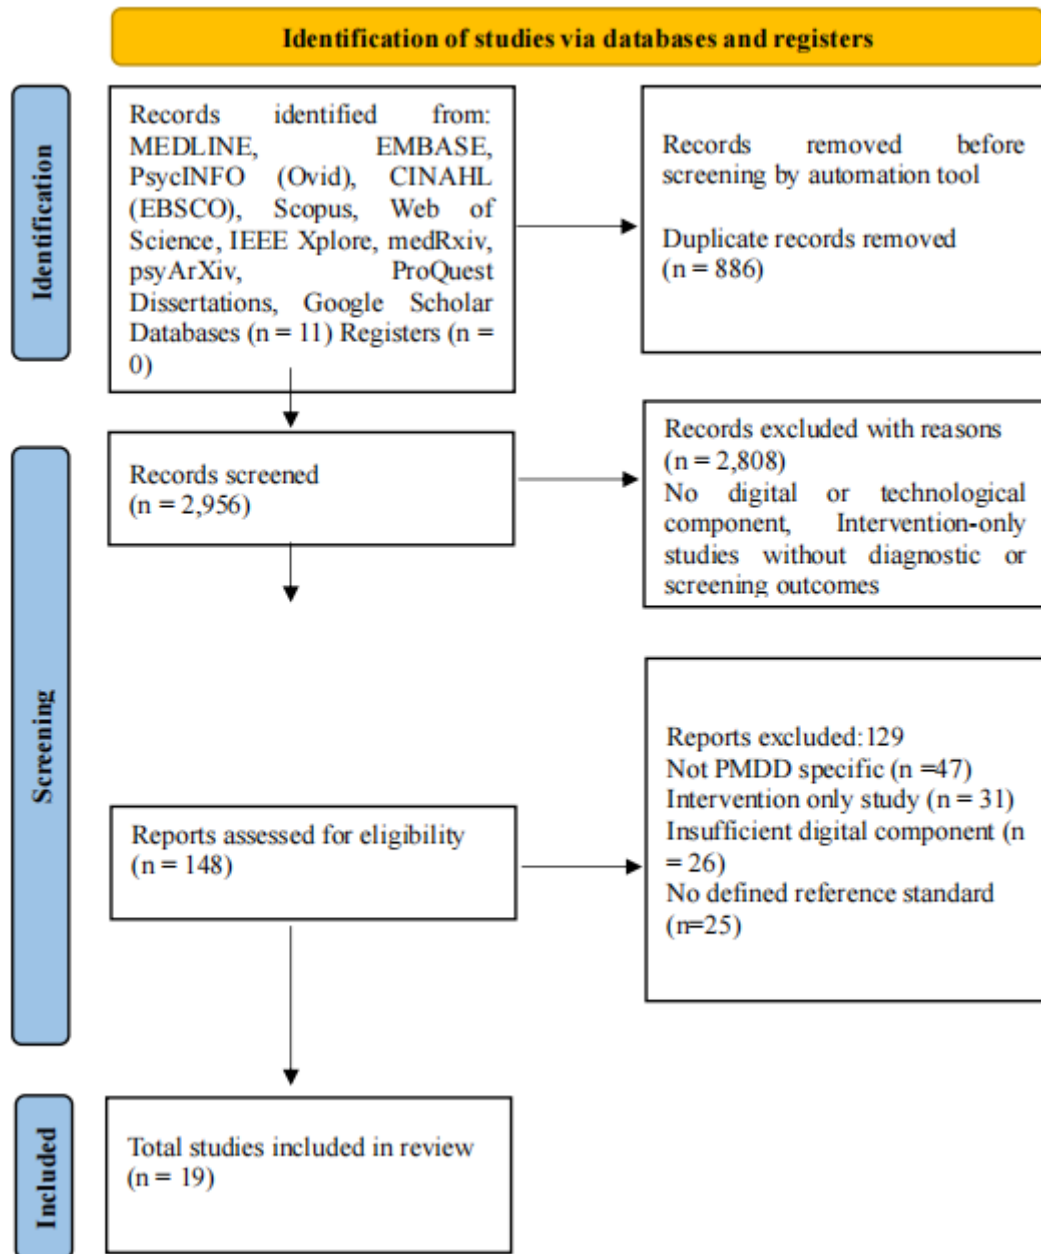 Identification of studies via databases and registers
Identification
Records identified from:
MEDLINE, EMBASE,
PsycINFO (Ovid), CINAHL
(EBSCO), Scopus, Web of
Science, IEEE Xplore, medRxiv,
psyArXiv, ProQuest
Dissertations, Google Scholar
Databases (n = 11) Registers (n =
0)
Records removed before
screening by automation tool
Duplicate records removed
(n = 886)
Screening
Records screened
(n = 2,956)
Records excluded with reasons
(n = 2,808)
No digital or technological
component, Intervention-only
studies without diagnostic or
screening outcomes
Reports assessed for eligibility
(n = 148)
Reports excluded:129
Not PMDD specific (n =47)
Intervention only study (n = 31)
Insufficient digital component (n
= 26)
No defined reference standard
(n=25)
Included
Total studies included in review
(n = 19)